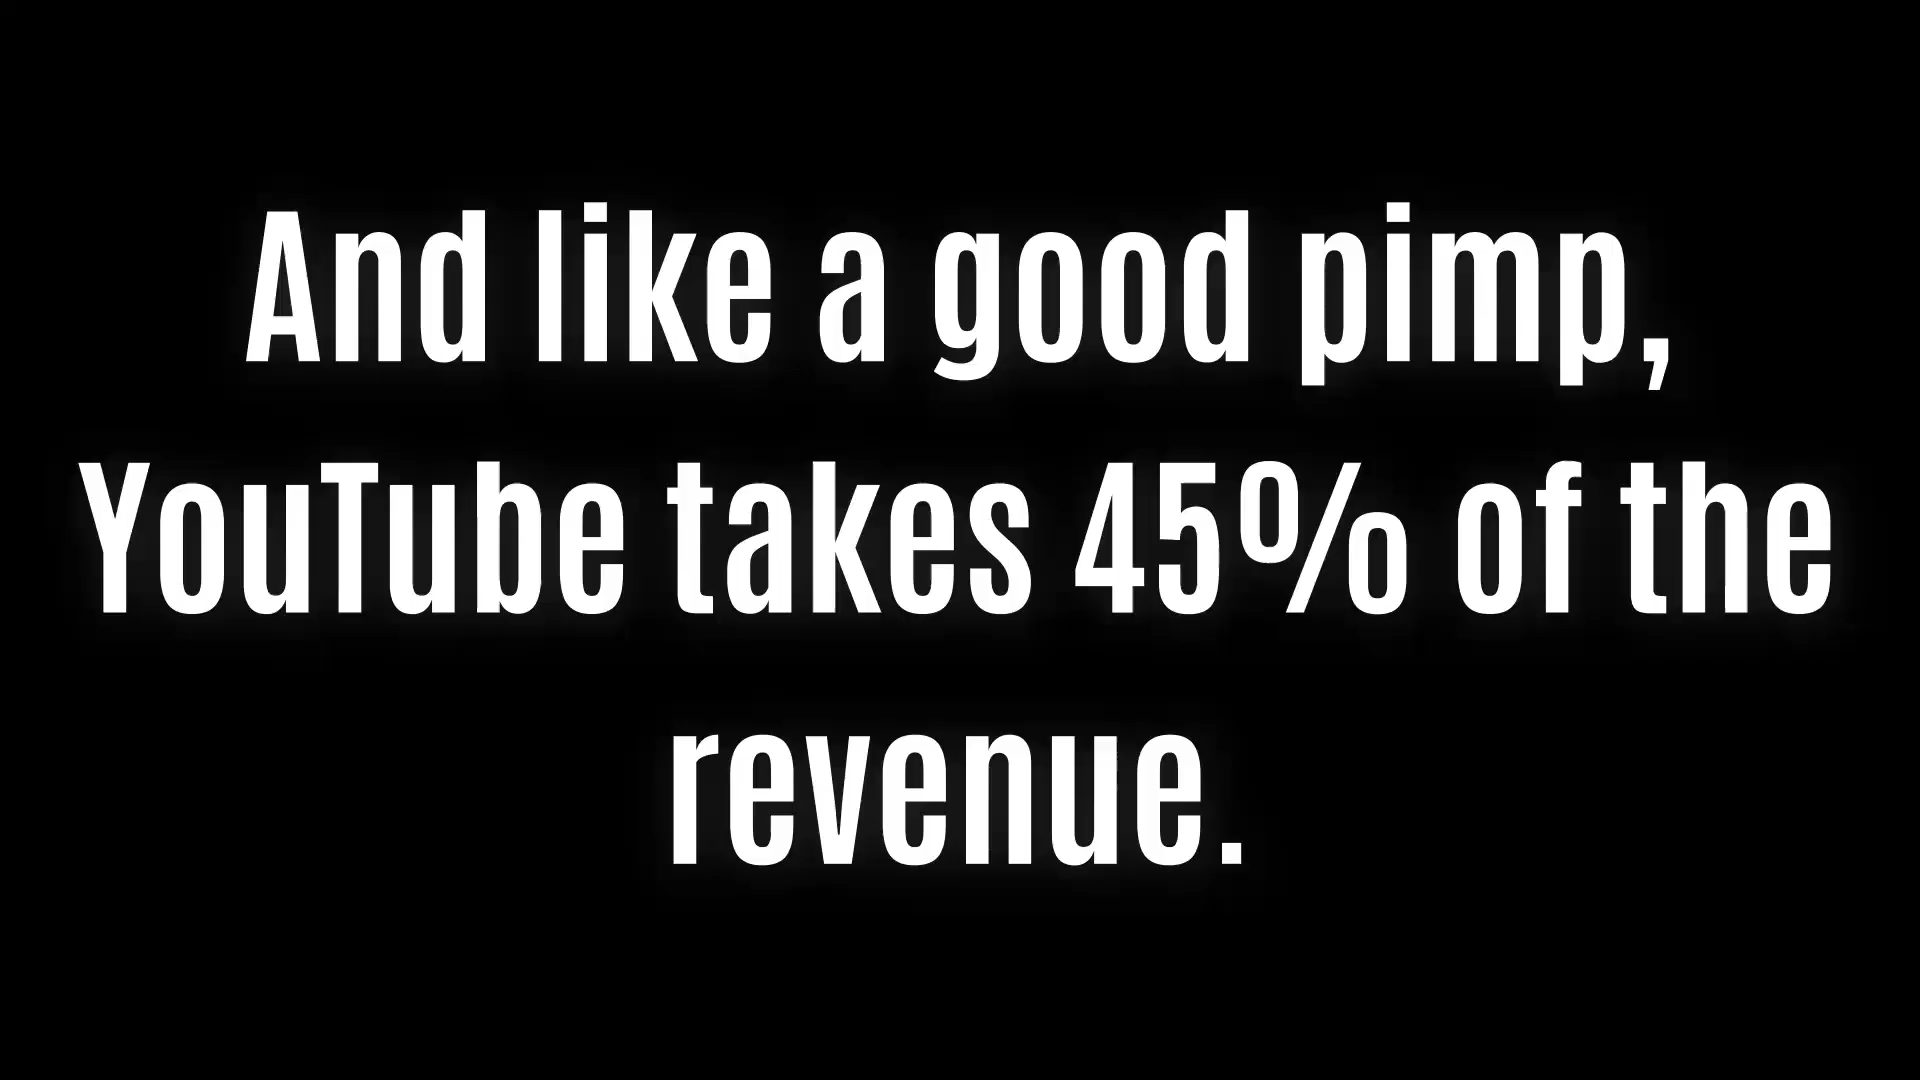 And like a good pimp,
YouTube takes 45% of the
revenue.